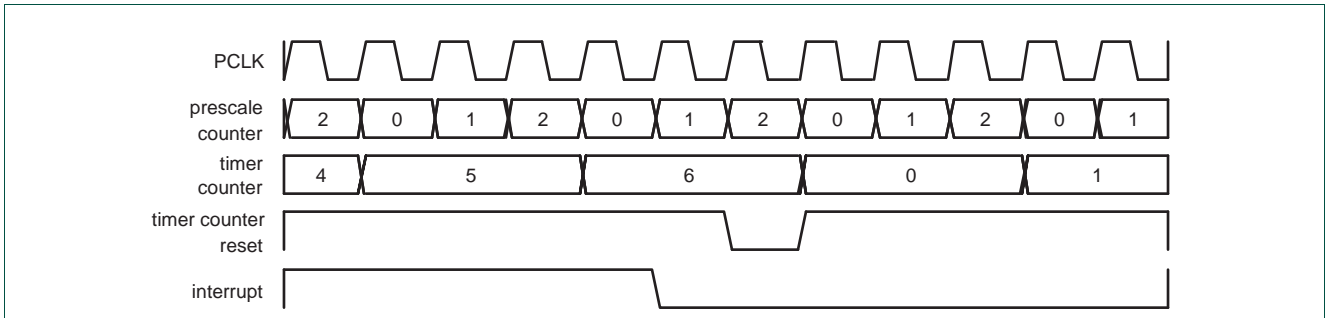 PCLK
prescale
counter
2 0 1 2 0 1 2 0 1 2 0 1
timer
counter
4 5 6 0 1
timer counter
reset
interrupt